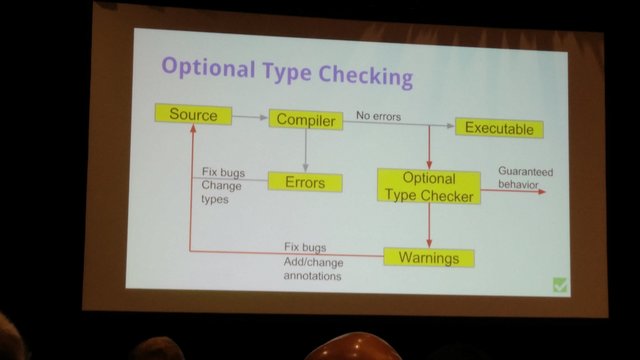 Optional Type Checking
Source
Compiler
No errors
Executable
Fix bugs
Change
types
Errors
Optional
Type Checker
Guaranteed
behavior
Fix bugs
Add/change
annotations
Warnings